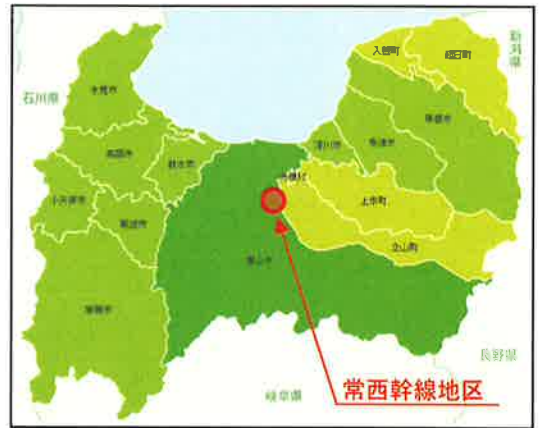 新潟県
入善町
朝日町
石川県
氷見市
黒部市
高岡市
射水市
滑川市
魚津市
舟橋村
小矢部市
砺波市
上市町
立山町
富山市
南砺市
長野県
岐阜県
常西幹線地区